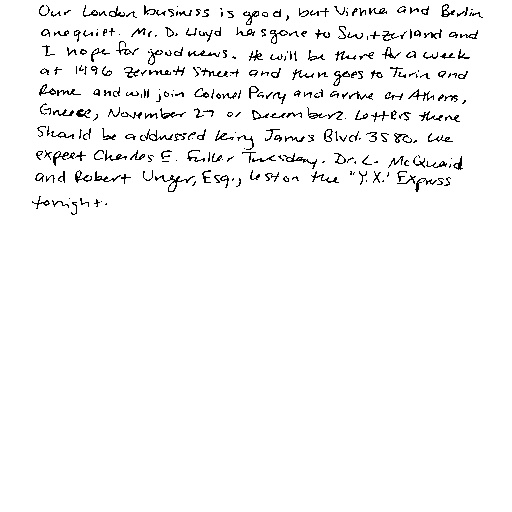 Our London business is good, but Vienna and Berlin
are quiet. Mr. D. Lloyd has gone to Switzerland and
I hope for good news. He will be there for a week
at 1496 Zermott Street and then goes to Turin and
Rome and will join Colonel Parry and arrive at Athens,
Greece, November 27 or December 2. Letters there
should be addressed King James Blvd. 3580. We
expect Charles E. Fuller Tuesday. Dr. L. McQuaid
and Robert Unger, Esq., left on the "Y.X." Express
tonight.